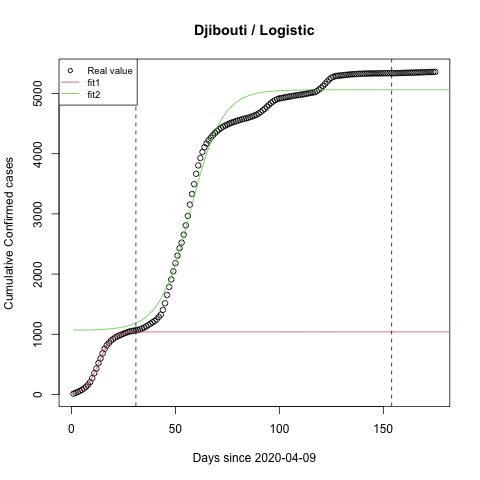 Djibouti / Logistic
Real value
fit1
fit2
Cumulative Confirmed cases
5000
4000
3000
2000
1000
0
0 50 100 150
Days since 2020-04-09